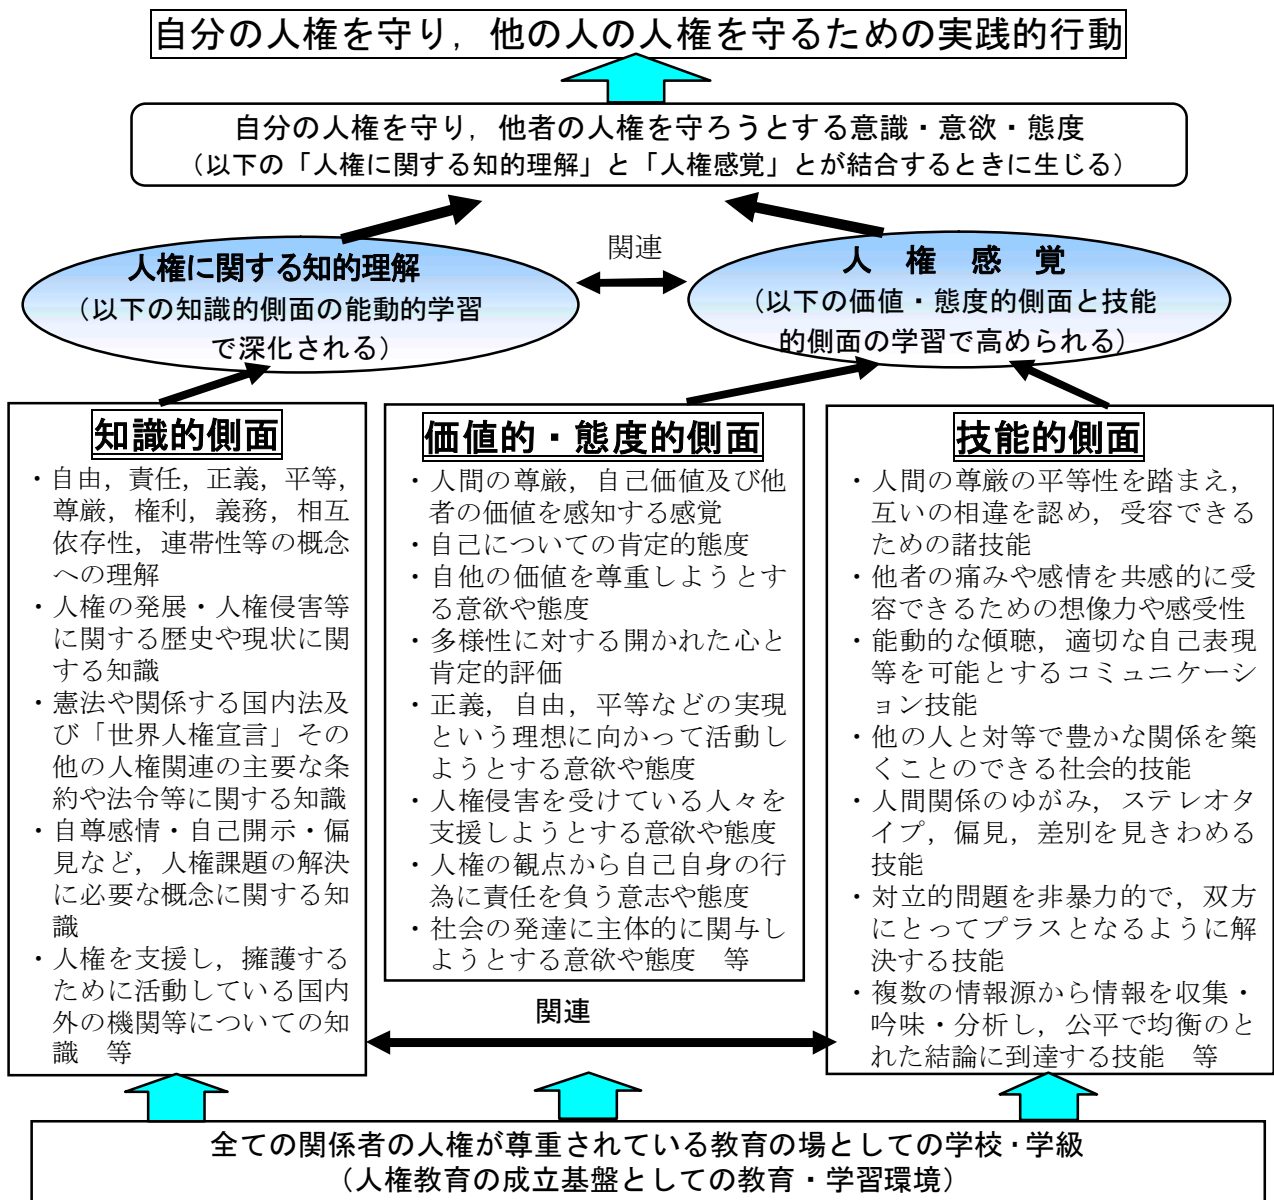 自分の人権を守り，他の人の人権を守るための実践的行動
自分の人権を守り，他者の人権を守ろうとする意識・意欲・態度
（以下の「人権に関する知的理解」と「人権感覚」とが結合するときに生じる）
人権に関する知的理解
（以下の知識的側面の能動的学習
で深化される）
関連
人　権　感　覚
（以下の価値・態度的側面と技能
的側面の学習で高められる）
知識的側面
・自由，責任，正義，平等，
尊厳，権利，義務，相互
依存性，連帯性等の概念
への理解
・人権の発展・人権侵害等
に関する歴史や現状に関
する知識
・憲法や関係する国内法及
び「世界人権宣言」その
他の人権関連の主要な条
約や法令等に関する知識
・自尊感情・自己開示・偏
見など，人権課題の解決
に必要な概念に関する知
識
・人権を支援し，擁護する
ために活動している国内
外の機関等についての知
識　等
価値的・態度的側面
・人間の尊厳，自己価値及び他
者の価値を感知する感覚
・自己についての肯定的態度
・自他の価値を尊重しようとす
る意欲や態度
・多様性に対する開かれた心と
肯定的評価
・正義，自由，平等などの実現
という理想に向かって活動し
ようとする意欲や態度
・人権侵害を受けている人々を
支援しようとする意欲や態度
・人権の観点から自己自身の行
為に責任を負う意志や態度
・社会の発達に主体的に関与し
ようとする意欲や態度　等
技能的側面
・人間の尊厳の平等性を踏まえ，
互いの相違を認め，受容できる
ための諸技能
・他者の痛みや感情を共感的に受
容できるための想像力や感受性
・能動的な傾聴，適切な自己表現
等を可能とするコミュニケーシ
ョン技能
・他の人と対等で豊かな関係を築
くことのできる社会的技能
・人間関係のゆがみ，ステレオタ
イプ，偏見，差別を見きわめる
技能
・対立的問題を非暴力的で，双方
にとってプラスとなるように解
決する技能
・複数の情報源から情報を収集・
吟味・分析し，公平で均衡のと
れた結論に到達する技能　等
関連
全ての関係者の人権が尊重されている教育の場としての学校・学級
（人権教育の成立基盤としての教育・学習環境）